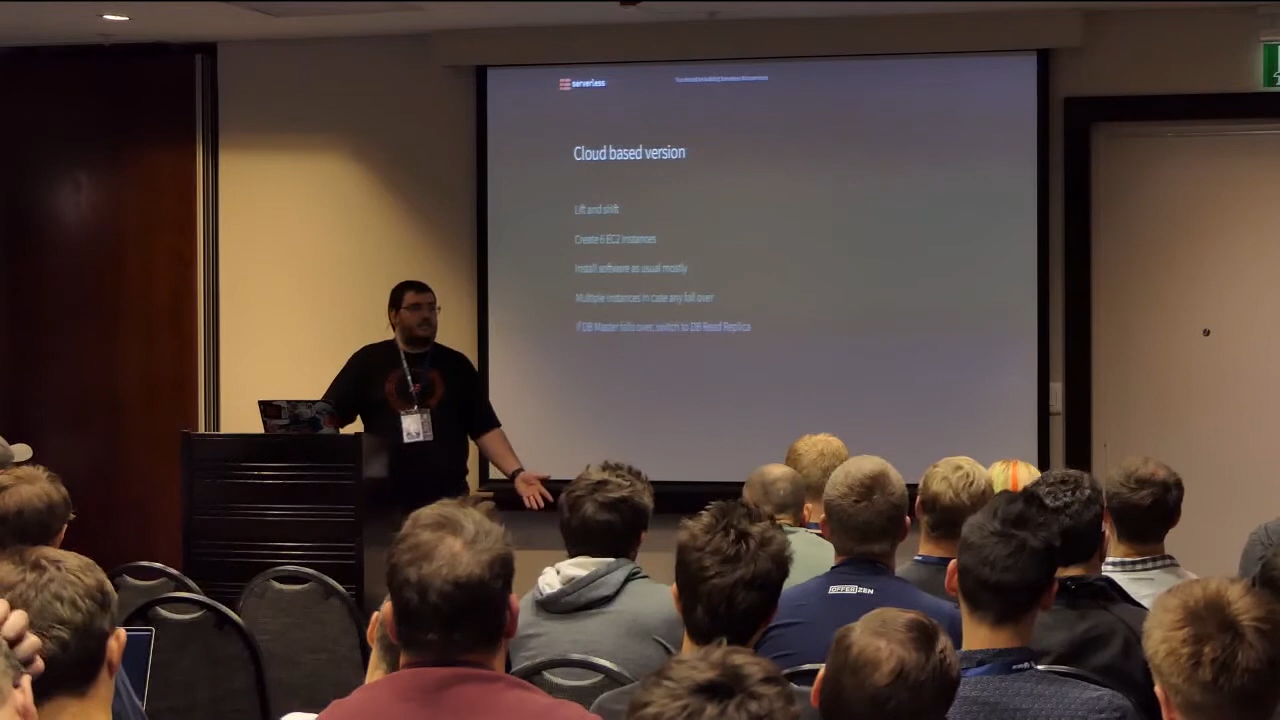 serverless
Cloud based version
Lift and shift
Create 6 EC2 instances
Install software as usual mostly
Multiple instances in case any fall over
If DB Master falls over, switch to DB Read Replica
OFFERZEN